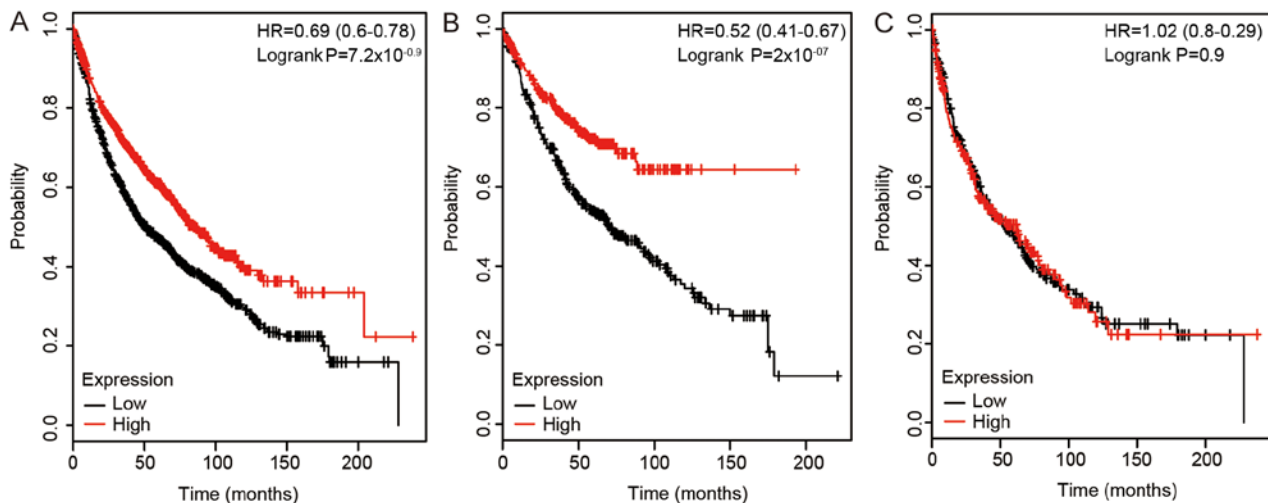 A
HR=0.69 (0.6-0.78)
Logrank P=7.2x10-0.9
Probability
1.0
0.8
0.6
0.4
0.2
0.0
Expression
Low
High
0 50 100 150 200
Time (months)
B
HR=0.52 (0.41-0.67)
Logrank P=2x10-07
Probability
1.0
0.8
0.6
0.4
0.2
0.0
Expression
Low
High
0 50 100 150 200
Time (months)
C
HR=1.02 (0.8-0.29)
Logrank P=0.9
Probability
1.0
0.8
0.6
0.4
0.2
0.0
Expression
Low
High
0 50 100 150 200
Time (months)